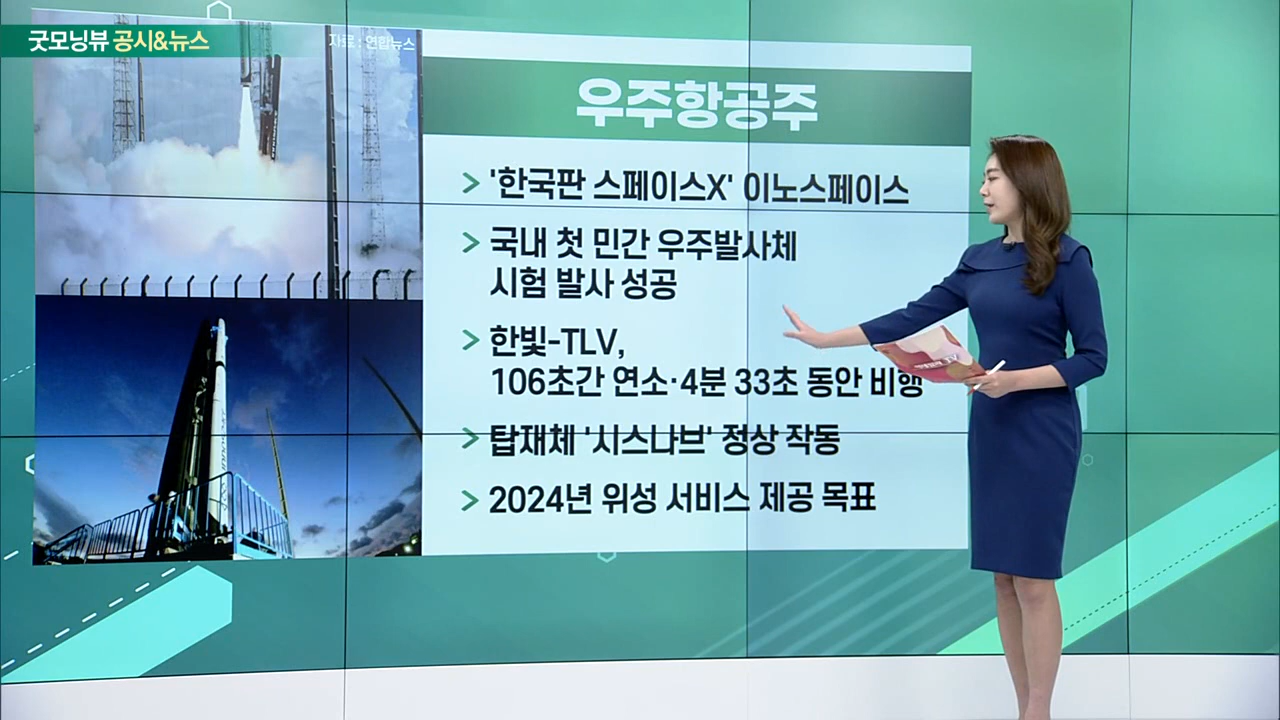 굿모닝뷰 공시&뉴스
자료 : 연합뉴스
우주항공주
> '한국판 스페이스X' 이노스페이스
> 국내 첫 민간 우주발사체
시험 발사 성공
> 한빛-TLV,
106초간 연소·4분 33초 동안 비행
> 탑재체 '시스나브' 정상 작동
> 2024년 위성 서비스 제공 목표